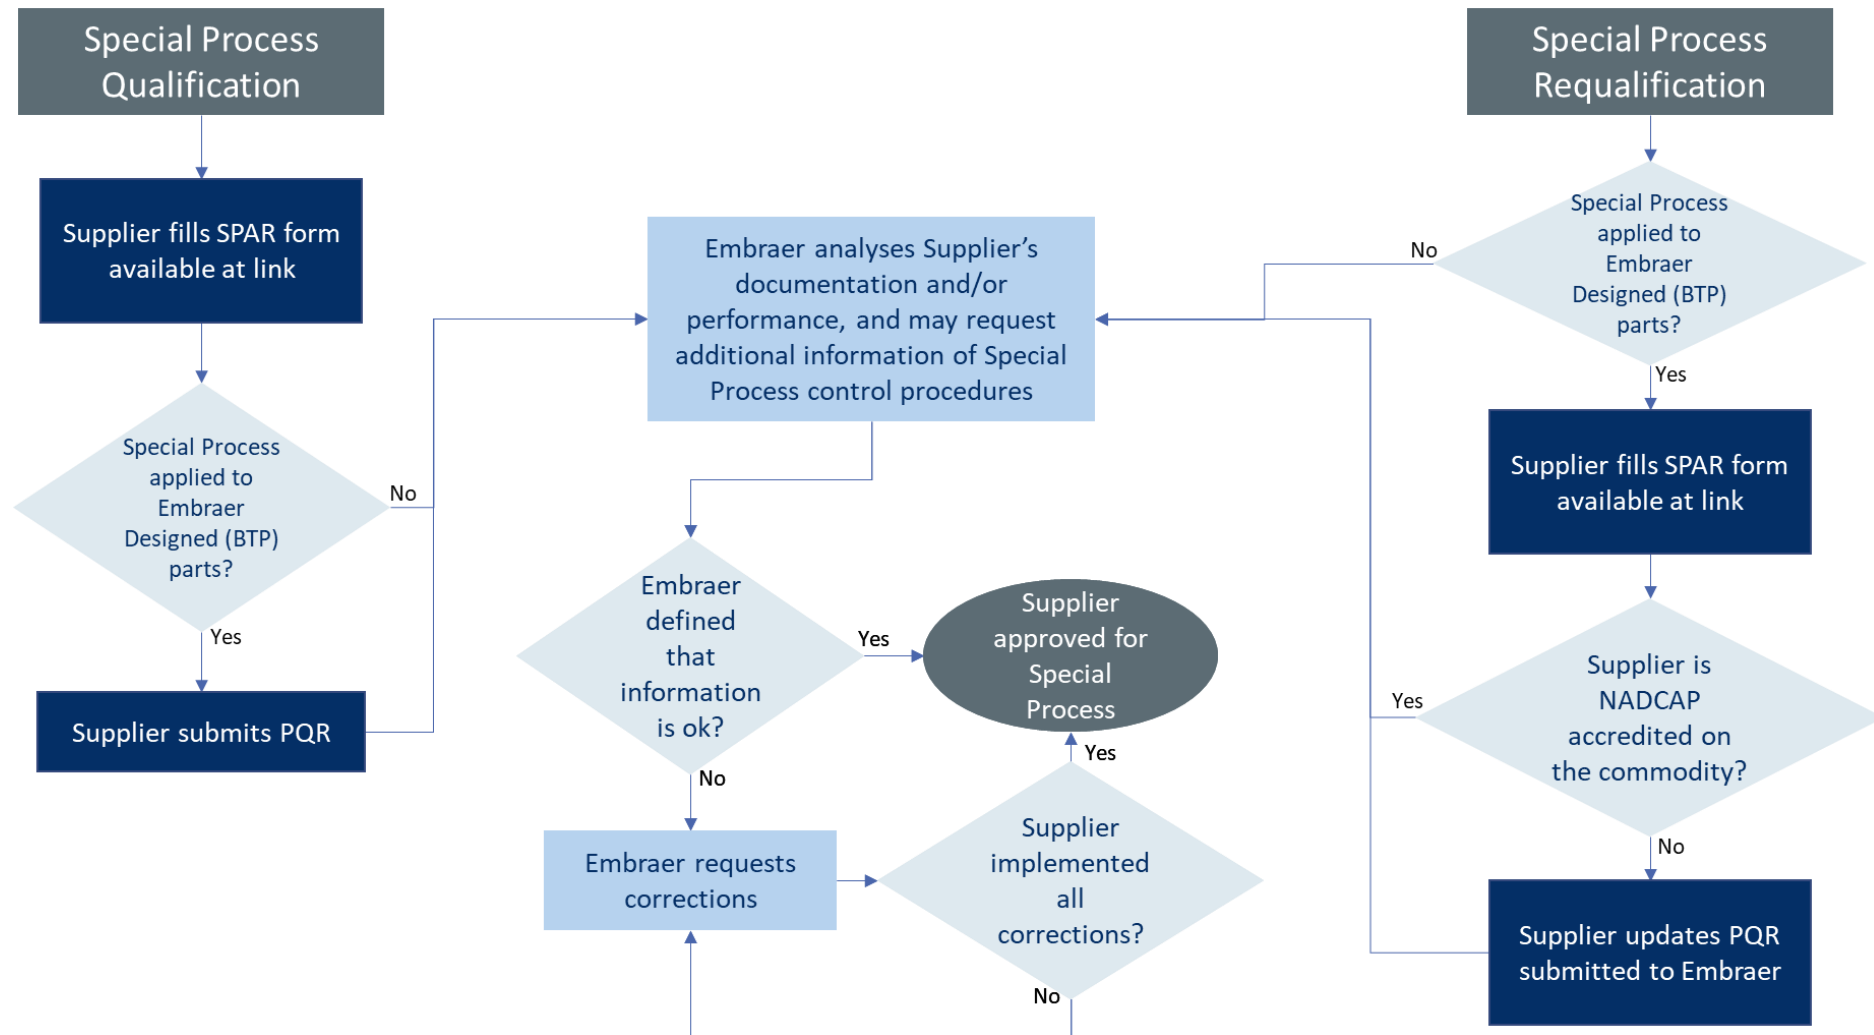 Special Process
Qualification
Supplier fills SPAR form
available at link
Special Process
applied to
Embraer
Designed (BTP)
parts?
No
Yes
Supplier submits PQR
Embraer analyses Supplier’s
documentation and/or
performance, and may request
additional information of Special
Process control procedures
Embraer
defined
that
information
is ok?
Yes
No
Supplier
approved for
Special
Process
Embraer requests
corrections
Yes
Supplier
implemented
all
corrections?
No
Special Process
Requalification
Special Process
applied to
Embraer
Designed (BTP)
parts?
No
Yes
Supplier fills SPAR form
available at link
Supplier is
NADCAP
accredited on
the commodity?
Yes
No
Supplier updates PQR
submitted to Embraer